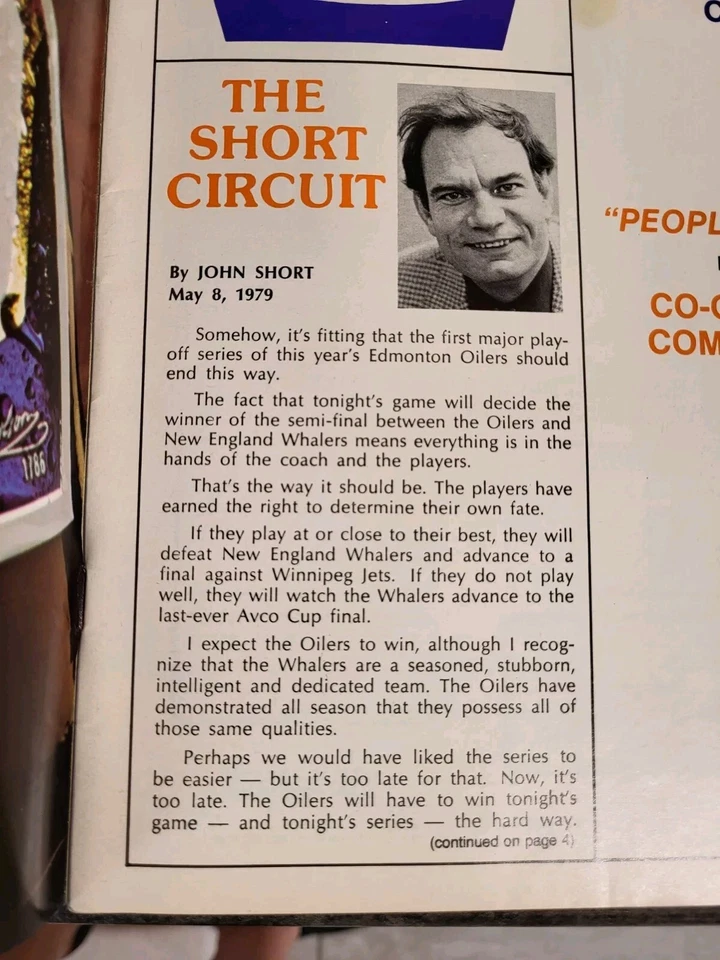 THE
SHORT
CIRCUIT
By JOHN SHORT
May 8, 1979
Somehow, it's fitting that the first major play-
off series of this year's Edmonton Oilers should
end this way.
The fact that tonight's game will decide the
winner of the semi-final between the Oilers and
New England Whalers means everything is in the
hands of the coach and the players.
That's the way it should be. The players have
earned the right to determine their own fate.
If they play at or close to their best, they will
defeat New England Whalers and advance to a
final against Winnipeg Jets. If they do not play
well, they will watch the Whalers advance to the
last-ever Avco Cup final.
I expect the Oilers to win, although I recog-
nize that the Whalers are a seasoned, stubborn,
intelligent and dedicated team. The Oilers have
demonstrated all season that they possess all of
those same qualities.
Perhaps we would have liked the series to
be easier — but it's too late for that. Now, it's
too late. The Oilers will have to win tonight's
game — and tonight's series — the hard way.
(continued on page 4)
"PEOPL
CO-
COM